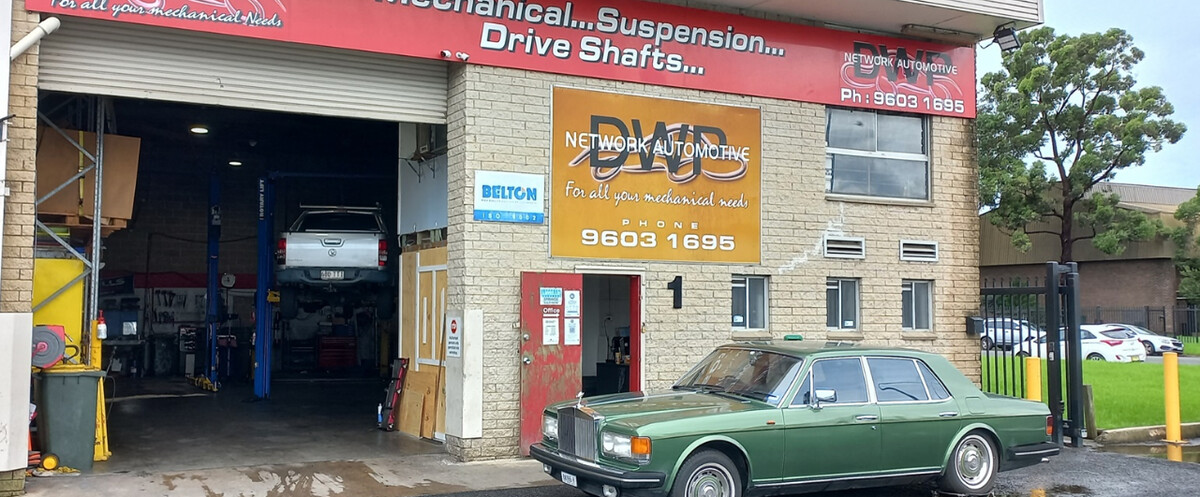 For all your mechanical Needs
Mechanical...Suspension...
Drive Shafts...
DWP
NETWORK AUTOMOTIVE
Ph : 9603 1695
DWP
NETWORK AUTOMOTIVE
For all your mechanical needs
PHONE
9603 1695
BELTON
Office
1